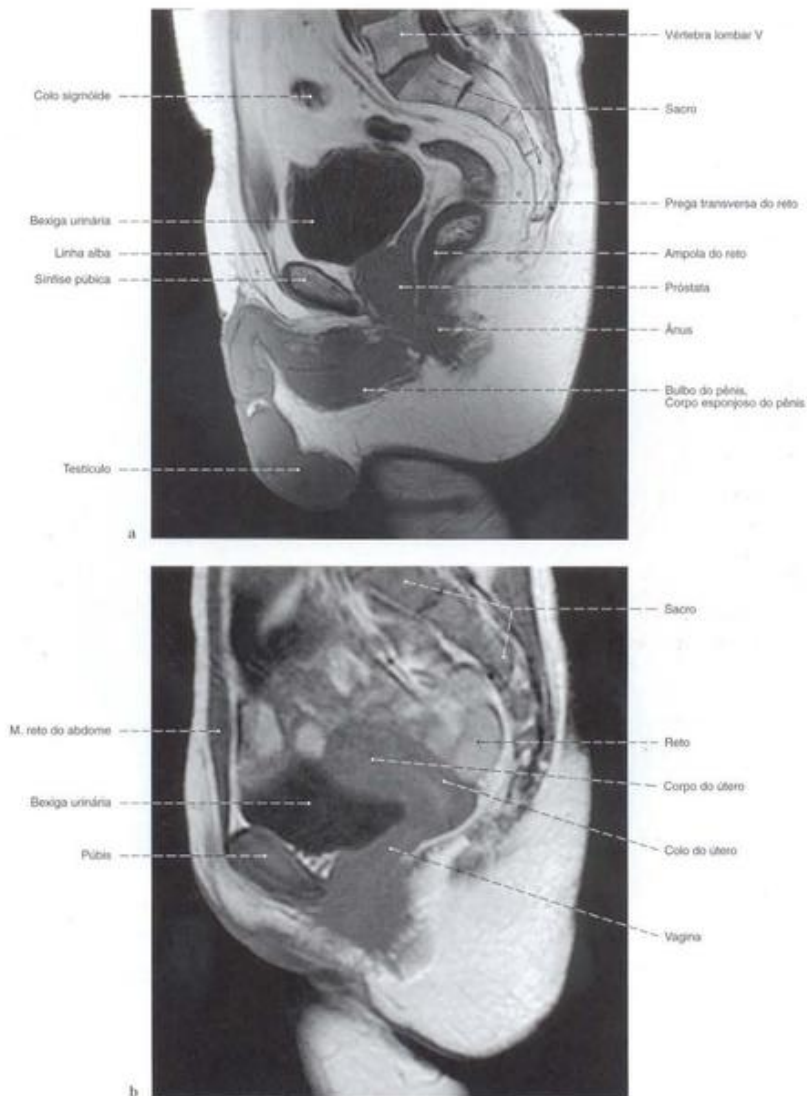 Vértebra lombar V
Colo sigmóide
Sacro
Prega transversa do reto
Bexiga urinária
Linha alba
Ampola do reto
Sínfise púbica
Próstata
Ânus
Bulbo do pênis,
Corpo esponjoso do pênis
Testículo
a
Sacro
M. reto do abdome
Reto
Corpo do útero
Bexiga urinária
Colo do útero
Púbis
Vagina
b